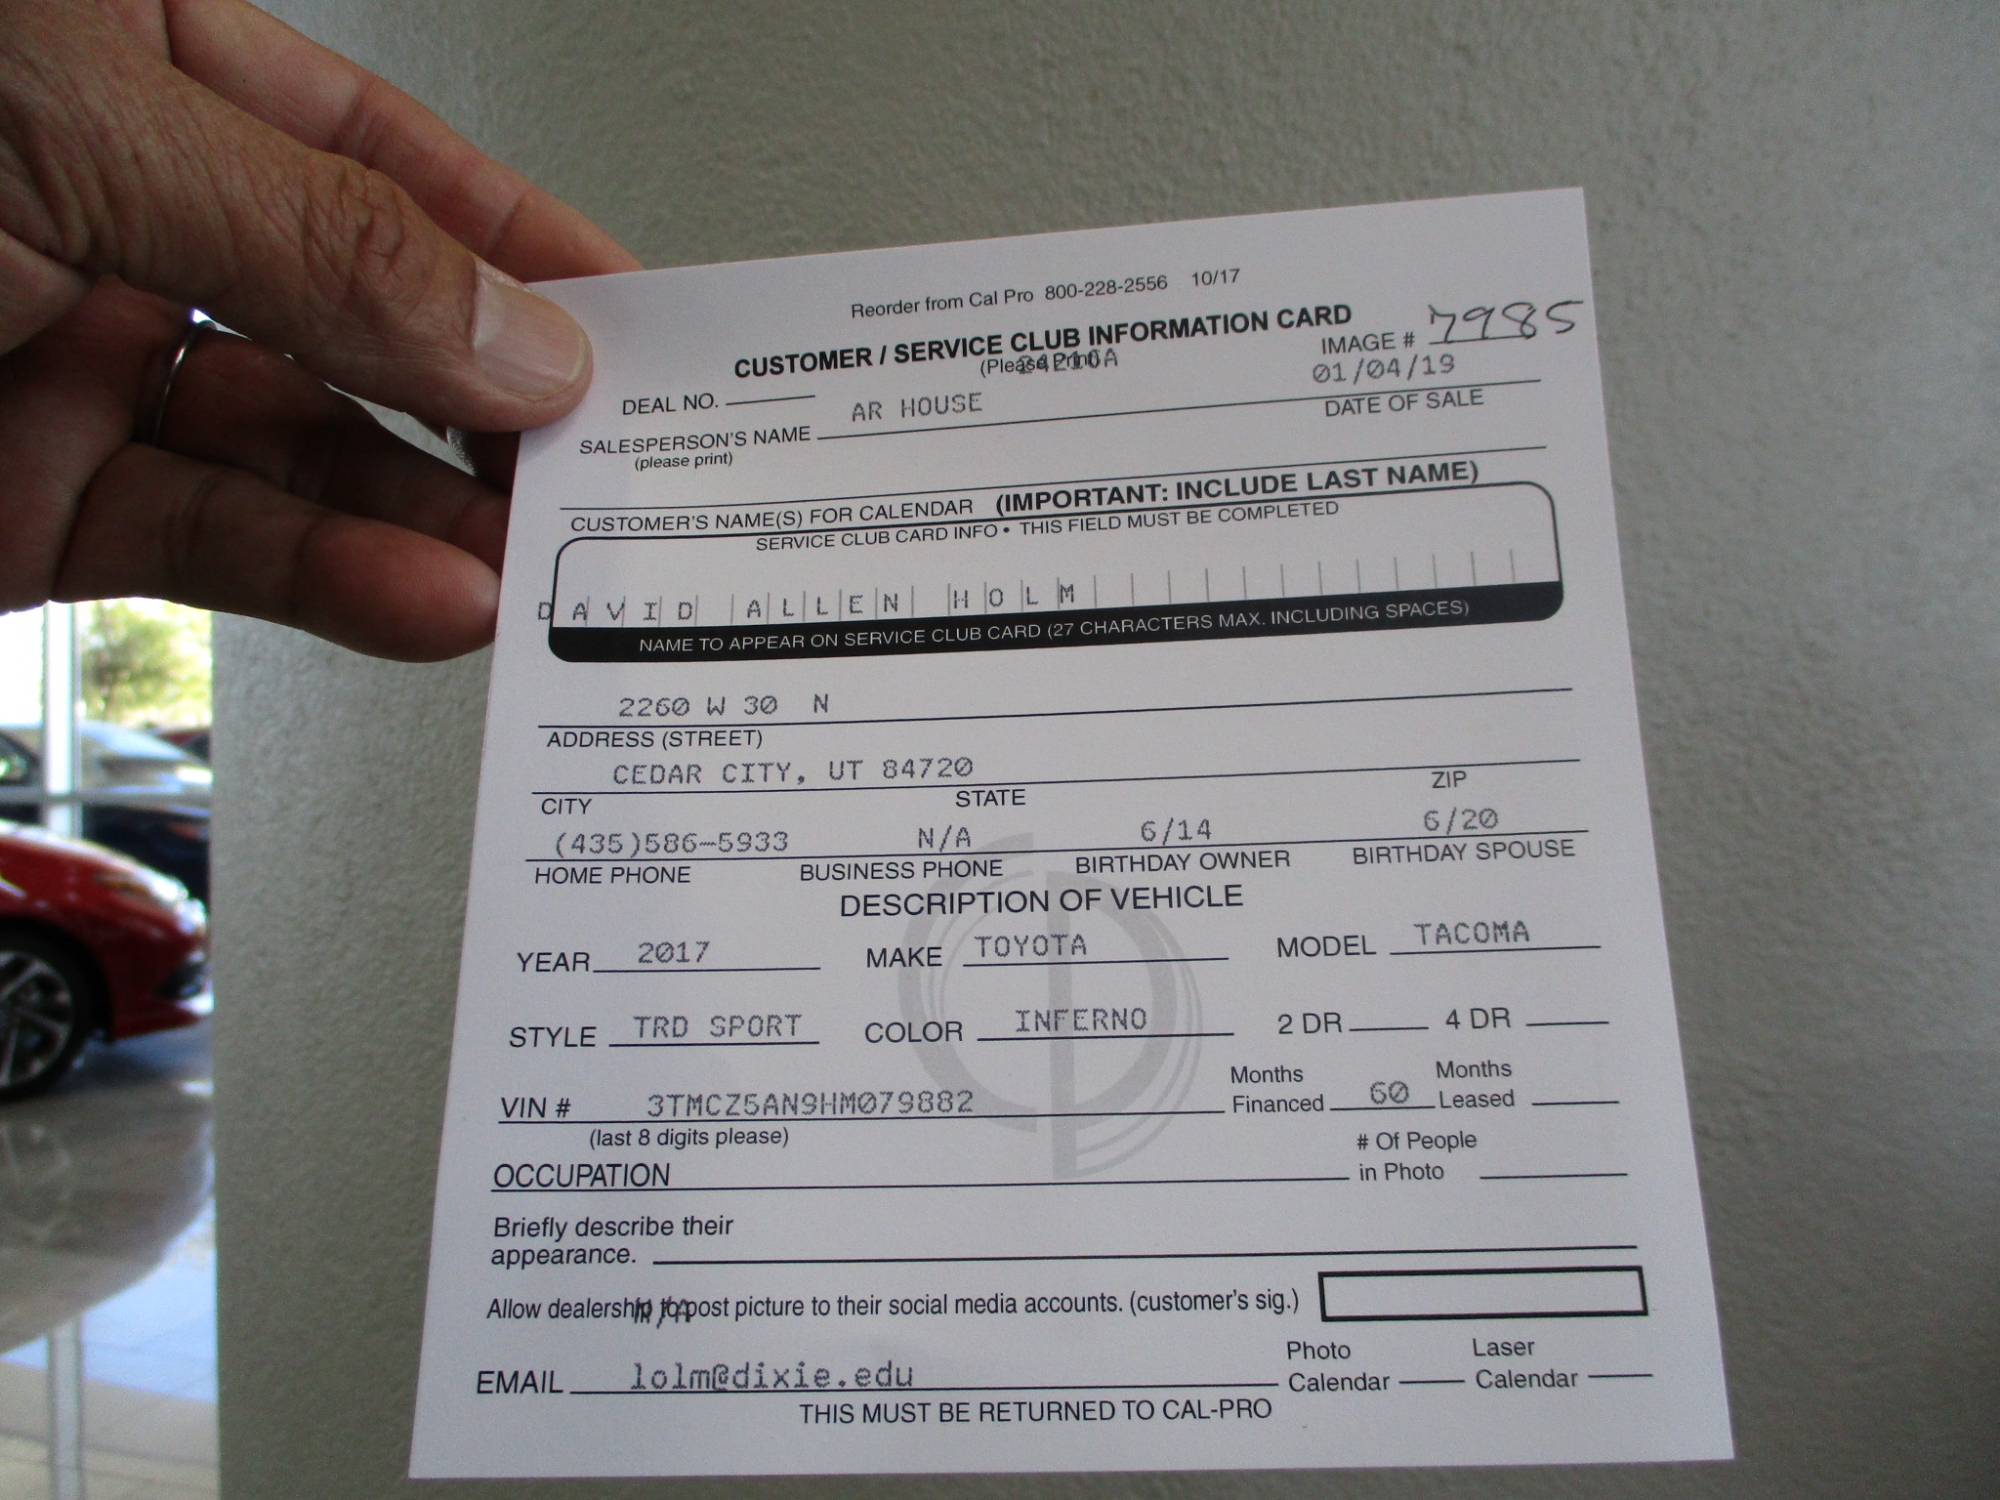 Reorder from Cal Pro 800-228-2556 10/17
CUSTOMER / SERVICE CLUB INFORMATION CARD
(Please Print)
24210A
IMAGE # 7985
DEAL NO.
01/04/19
DATE OF SALE
AR HOUSE
SALESPERSON'S NAME
(please print)
CUSTOMER'S NAME(S) FOR CALENDAR (IMPORTANT: INCLUDE LAST NAME)
SERVICE CLUB CARD INFO • THIS FIELD MUST BE COMPLETED
DAVID ALLEN HOLM
NAME TO APPEAR ON SERVICE CLUB CARD (27 CHARACTERS MAX. INCLUDING SPACES)
2260 W 30 N
ADDRESS (STREET)
CEDAR CITY, UT 84720
CITY STATE ZIP
(435)586-5933 N/A 6/14 6/20
HOME PHONE BUSINESS PHONE BIRTHDAY OWNER BIRTHDAY SPOUSE
DESCRIPTION OF VEHICLE
YEAR 2017 MAKE TOYOTA MODEL TACOMA
STYLE TRD SPORT COLOR INFERNO 2 DR 4 DR
VIN # 3TMCZ5AN9HM079882 Months Financed 60 Months Leased
(last 8 digits please)
OCCUPATION # Of People in Photo
Briefly describe their
appearance.
N/A
Allow dealership to post picture to their social media accounts. (customer's sig.)
EMAIL lolm@dixie.edu Photo Calendar Laser Calendar
THIS MUST BE RETURNED TO CAL-PRO